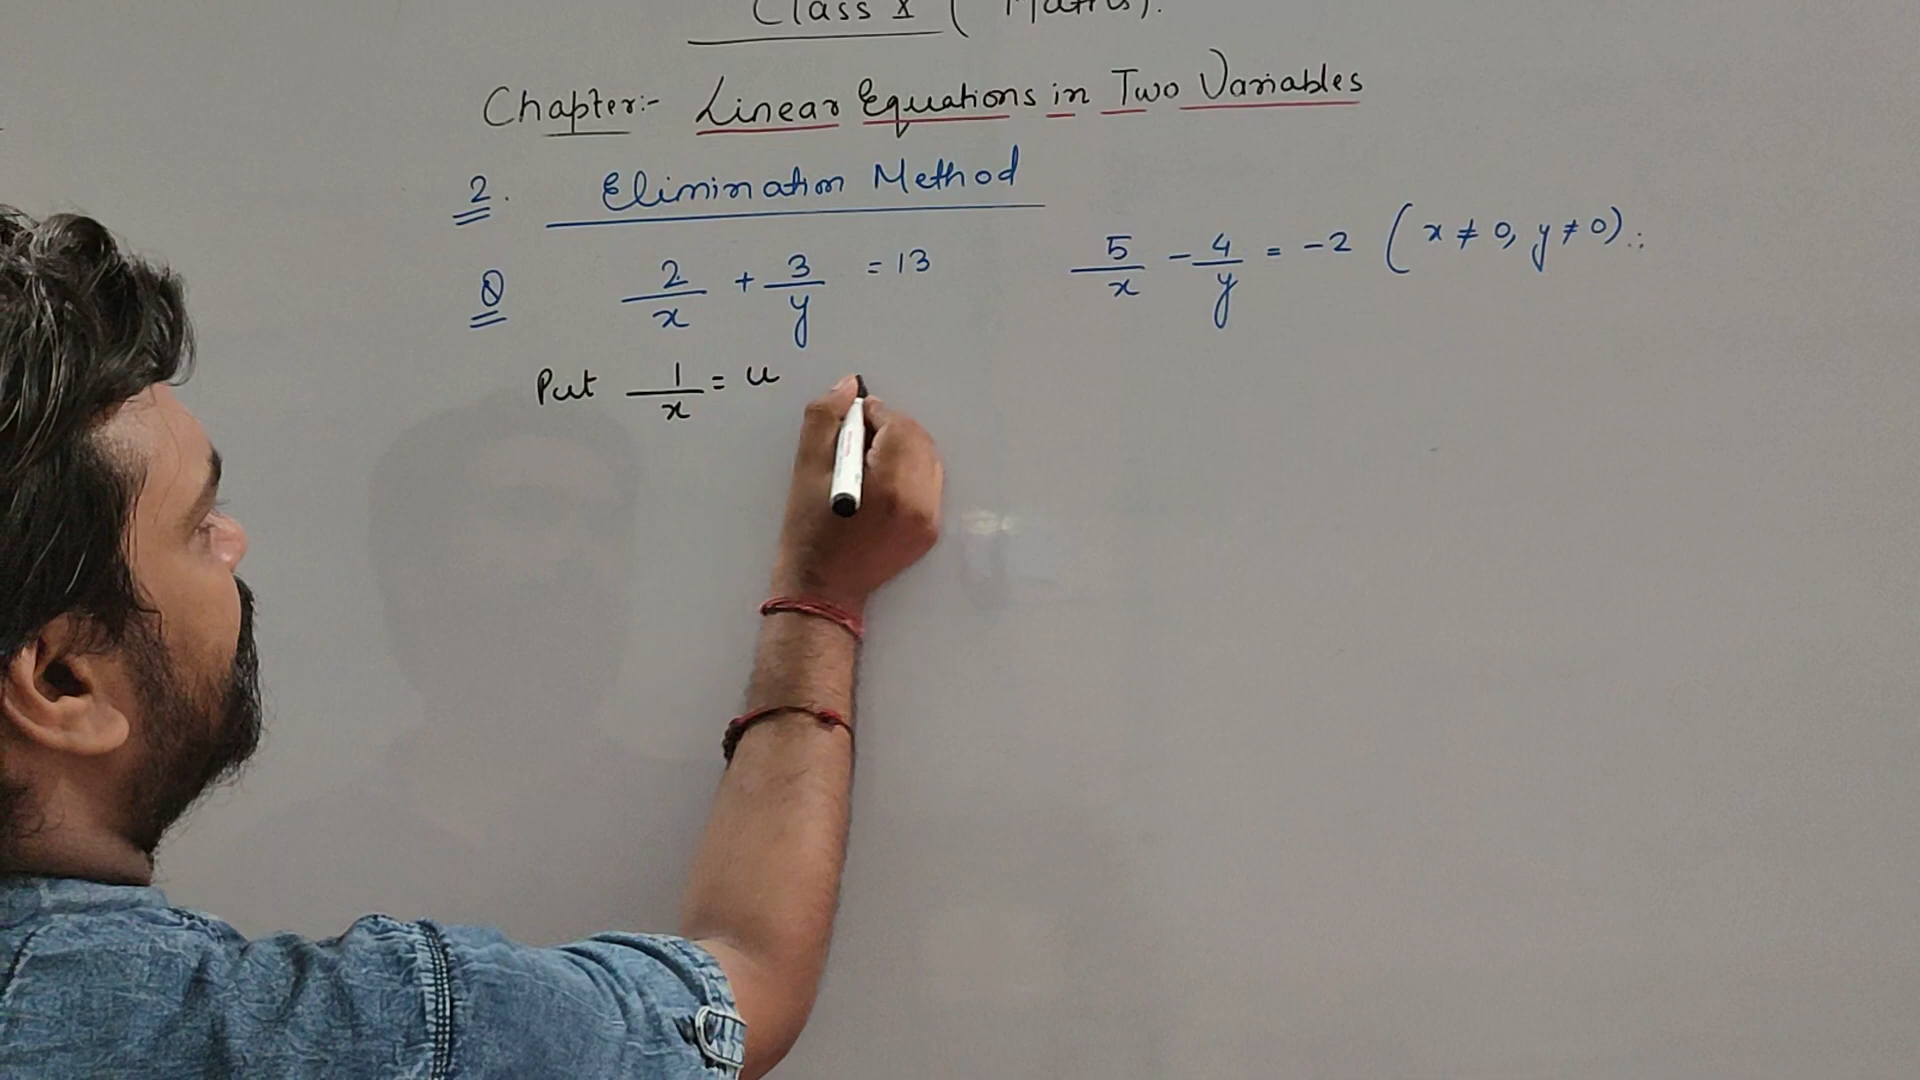 Class X ( Maths).
Chapter:- Linear Equations in Two Variables
2. Elimination Method
Q 2/x + 3/y = 13 5/x - 4/y = -2 (x ≠ 0, y ≠ 0).:
Put 1/x = u